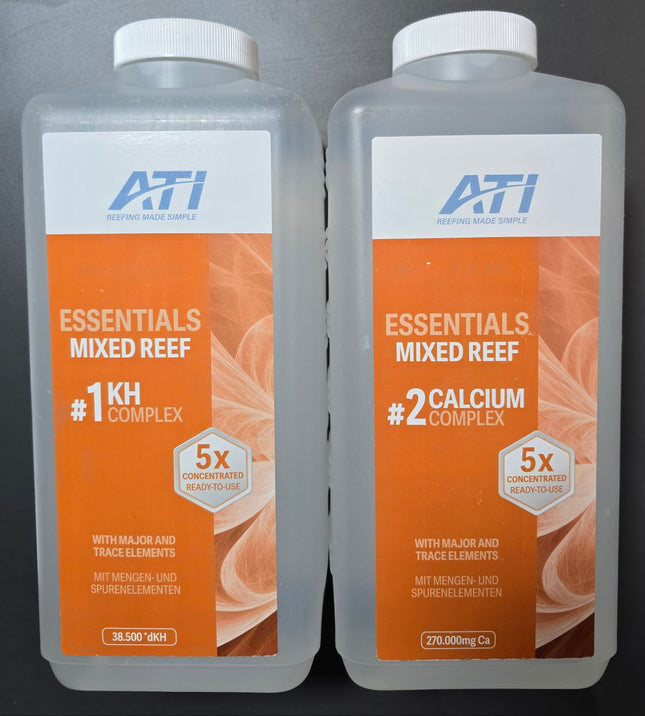 ATI
REEFING MADE SIMPLE
ESSENTIALS
MIXED REEF
#1 KH
COMPLEX
5x
CONCENTRATED
READY-TO-USE
WITH MAJOR AND
TRACE ELEMENTS
MIT MENGEN- UND
SPURENELEMENTEN
38.500 °dKH
ATI
REEFING MADE SIMPLE
ESSENTIALS
MIXED REEF
#2 CALCIUM
COMPLEX
5x
CONCENTRATED
READY-TO-USE
WITH MAJOR AND
TRACE ELEMENTS
MIT MENGEN- UND
SPURENELEMENTEN
270.000mg Ca